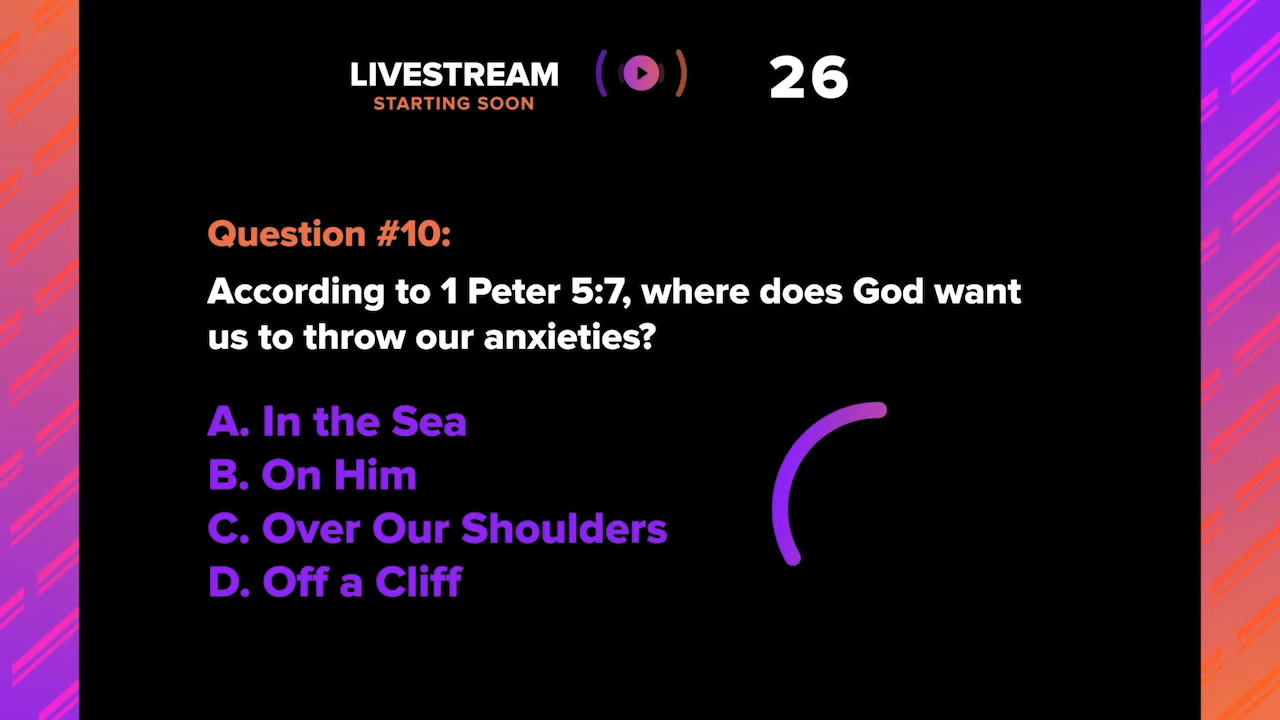 LIVESTREAM
STARTING SOON
26
Question #10:
According to 1 Peter 5:7, where does God want
us to throw our anxieties?
A. In the Sea
B. On Him
C. Over Our Shoulders
D. Off a Cliff